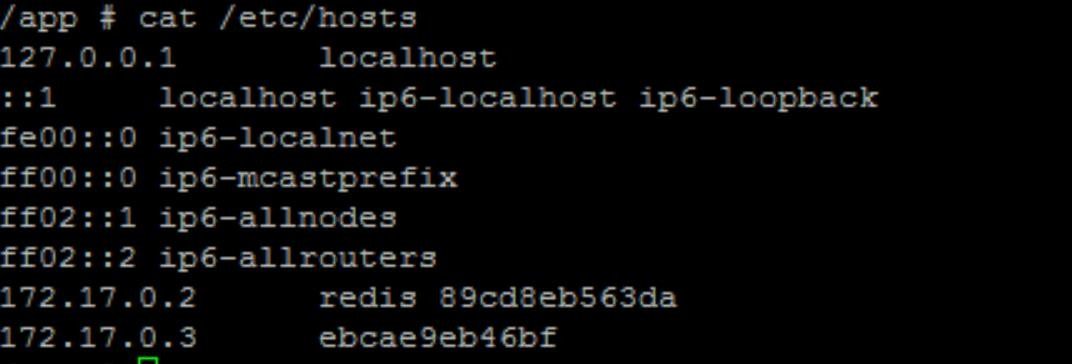 /app # cat /etc/hosts
127.0.0.1 localhost
::1 localhost ip6-localhost ip6-loopback
fe00::0 ip6-localnet
ff00::0 ip6-mcastprefix
ff02::1 ip6-allnodes
ff02::2 ip6-allrouters
172.17.0.2 redis 89cd8eb563da
172.17.0.3 ebcae9eb46bf